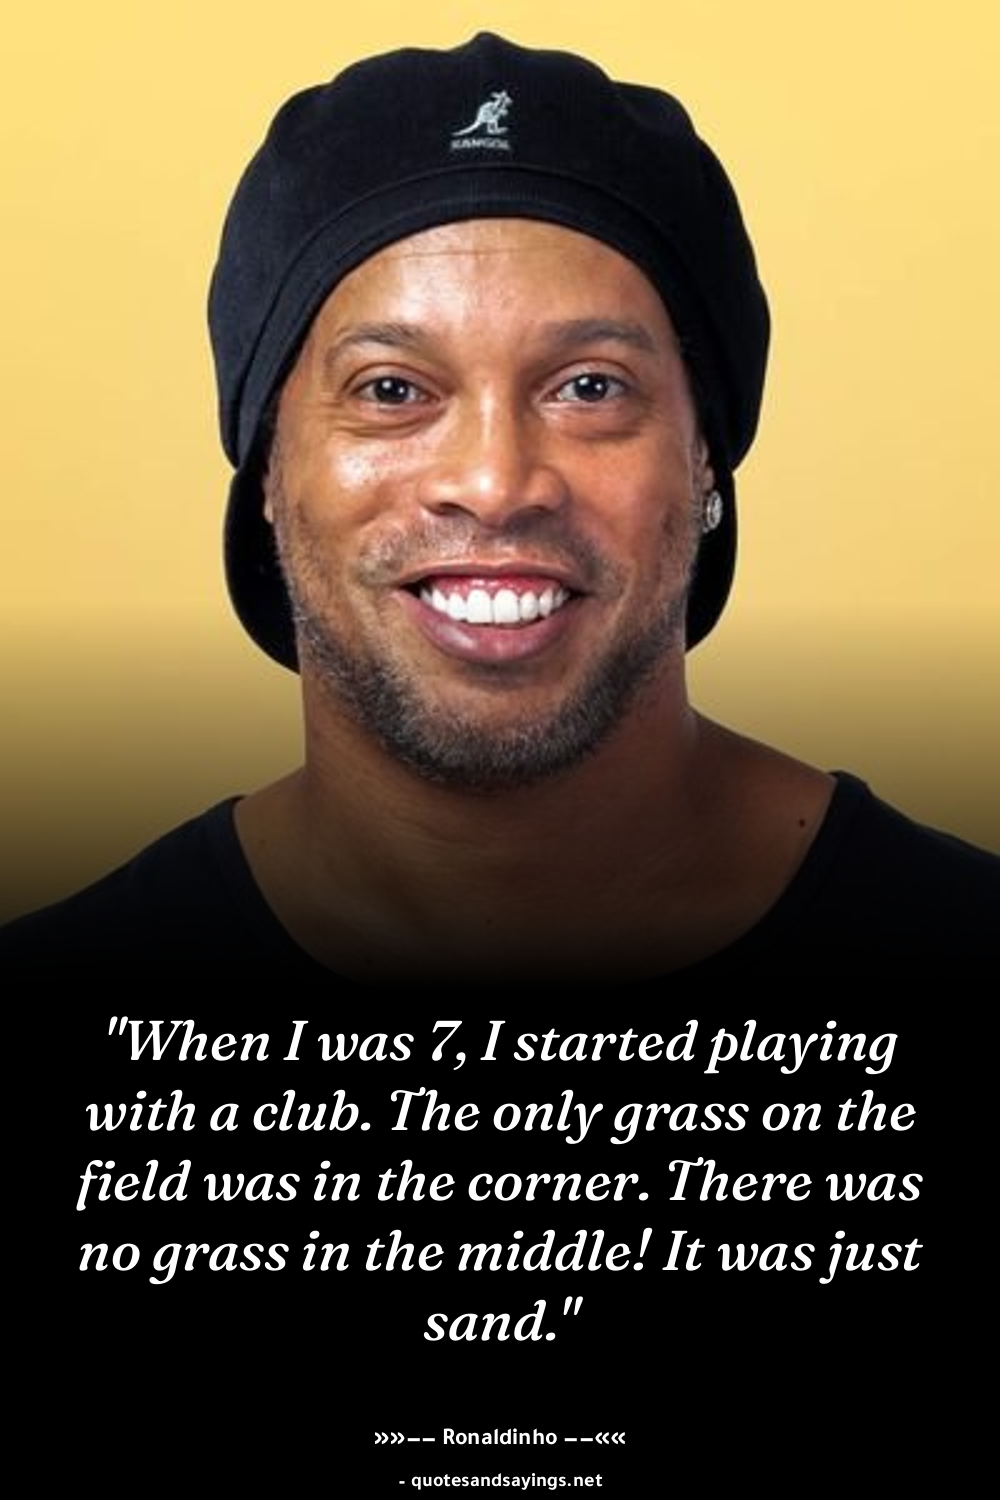 KANGOL
"When I was 7, I started playing
with a club. The only grass on the
field was in the corner. There was
no grass in the middle! It was just
sand."
»»–– Ronaldinho ––««
- quotesandsayings.net